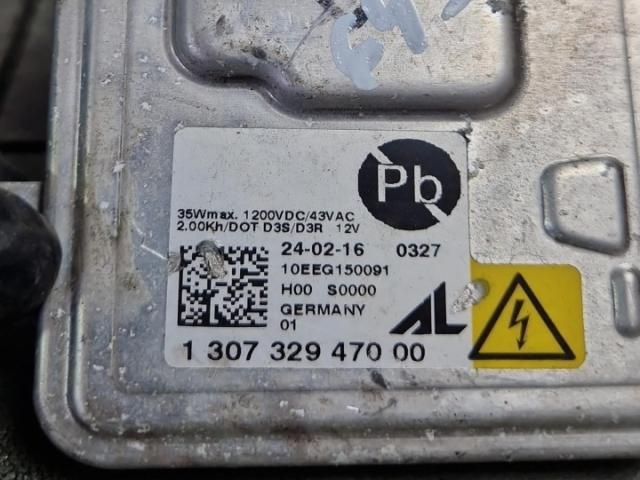 Pb
35Wmax. 1200VDC/43VAC
2.00Kh/DOT D3S/D3R 12V
24-02-16 0327
10EEG150091
H00 S0000
GERMANY
01
AL
1 307 329 470 00